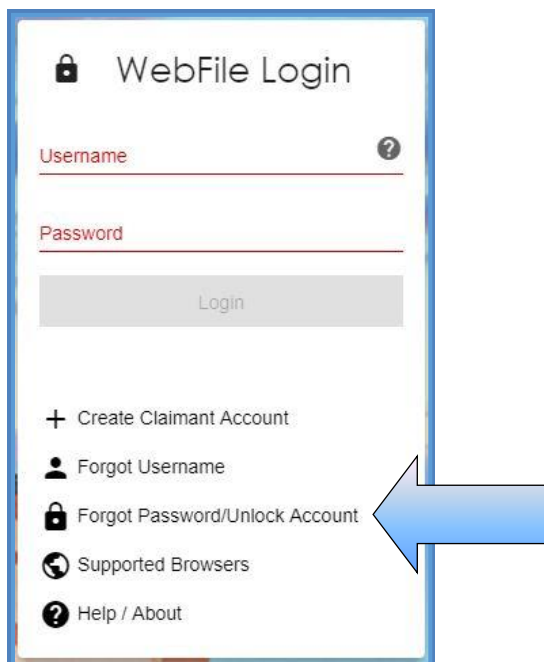 WebFile Login
Username
Password
Login
Create Claimant Account
Forgot Username
Forgot Password/Unlock Account
Supported Browsers
Help / About